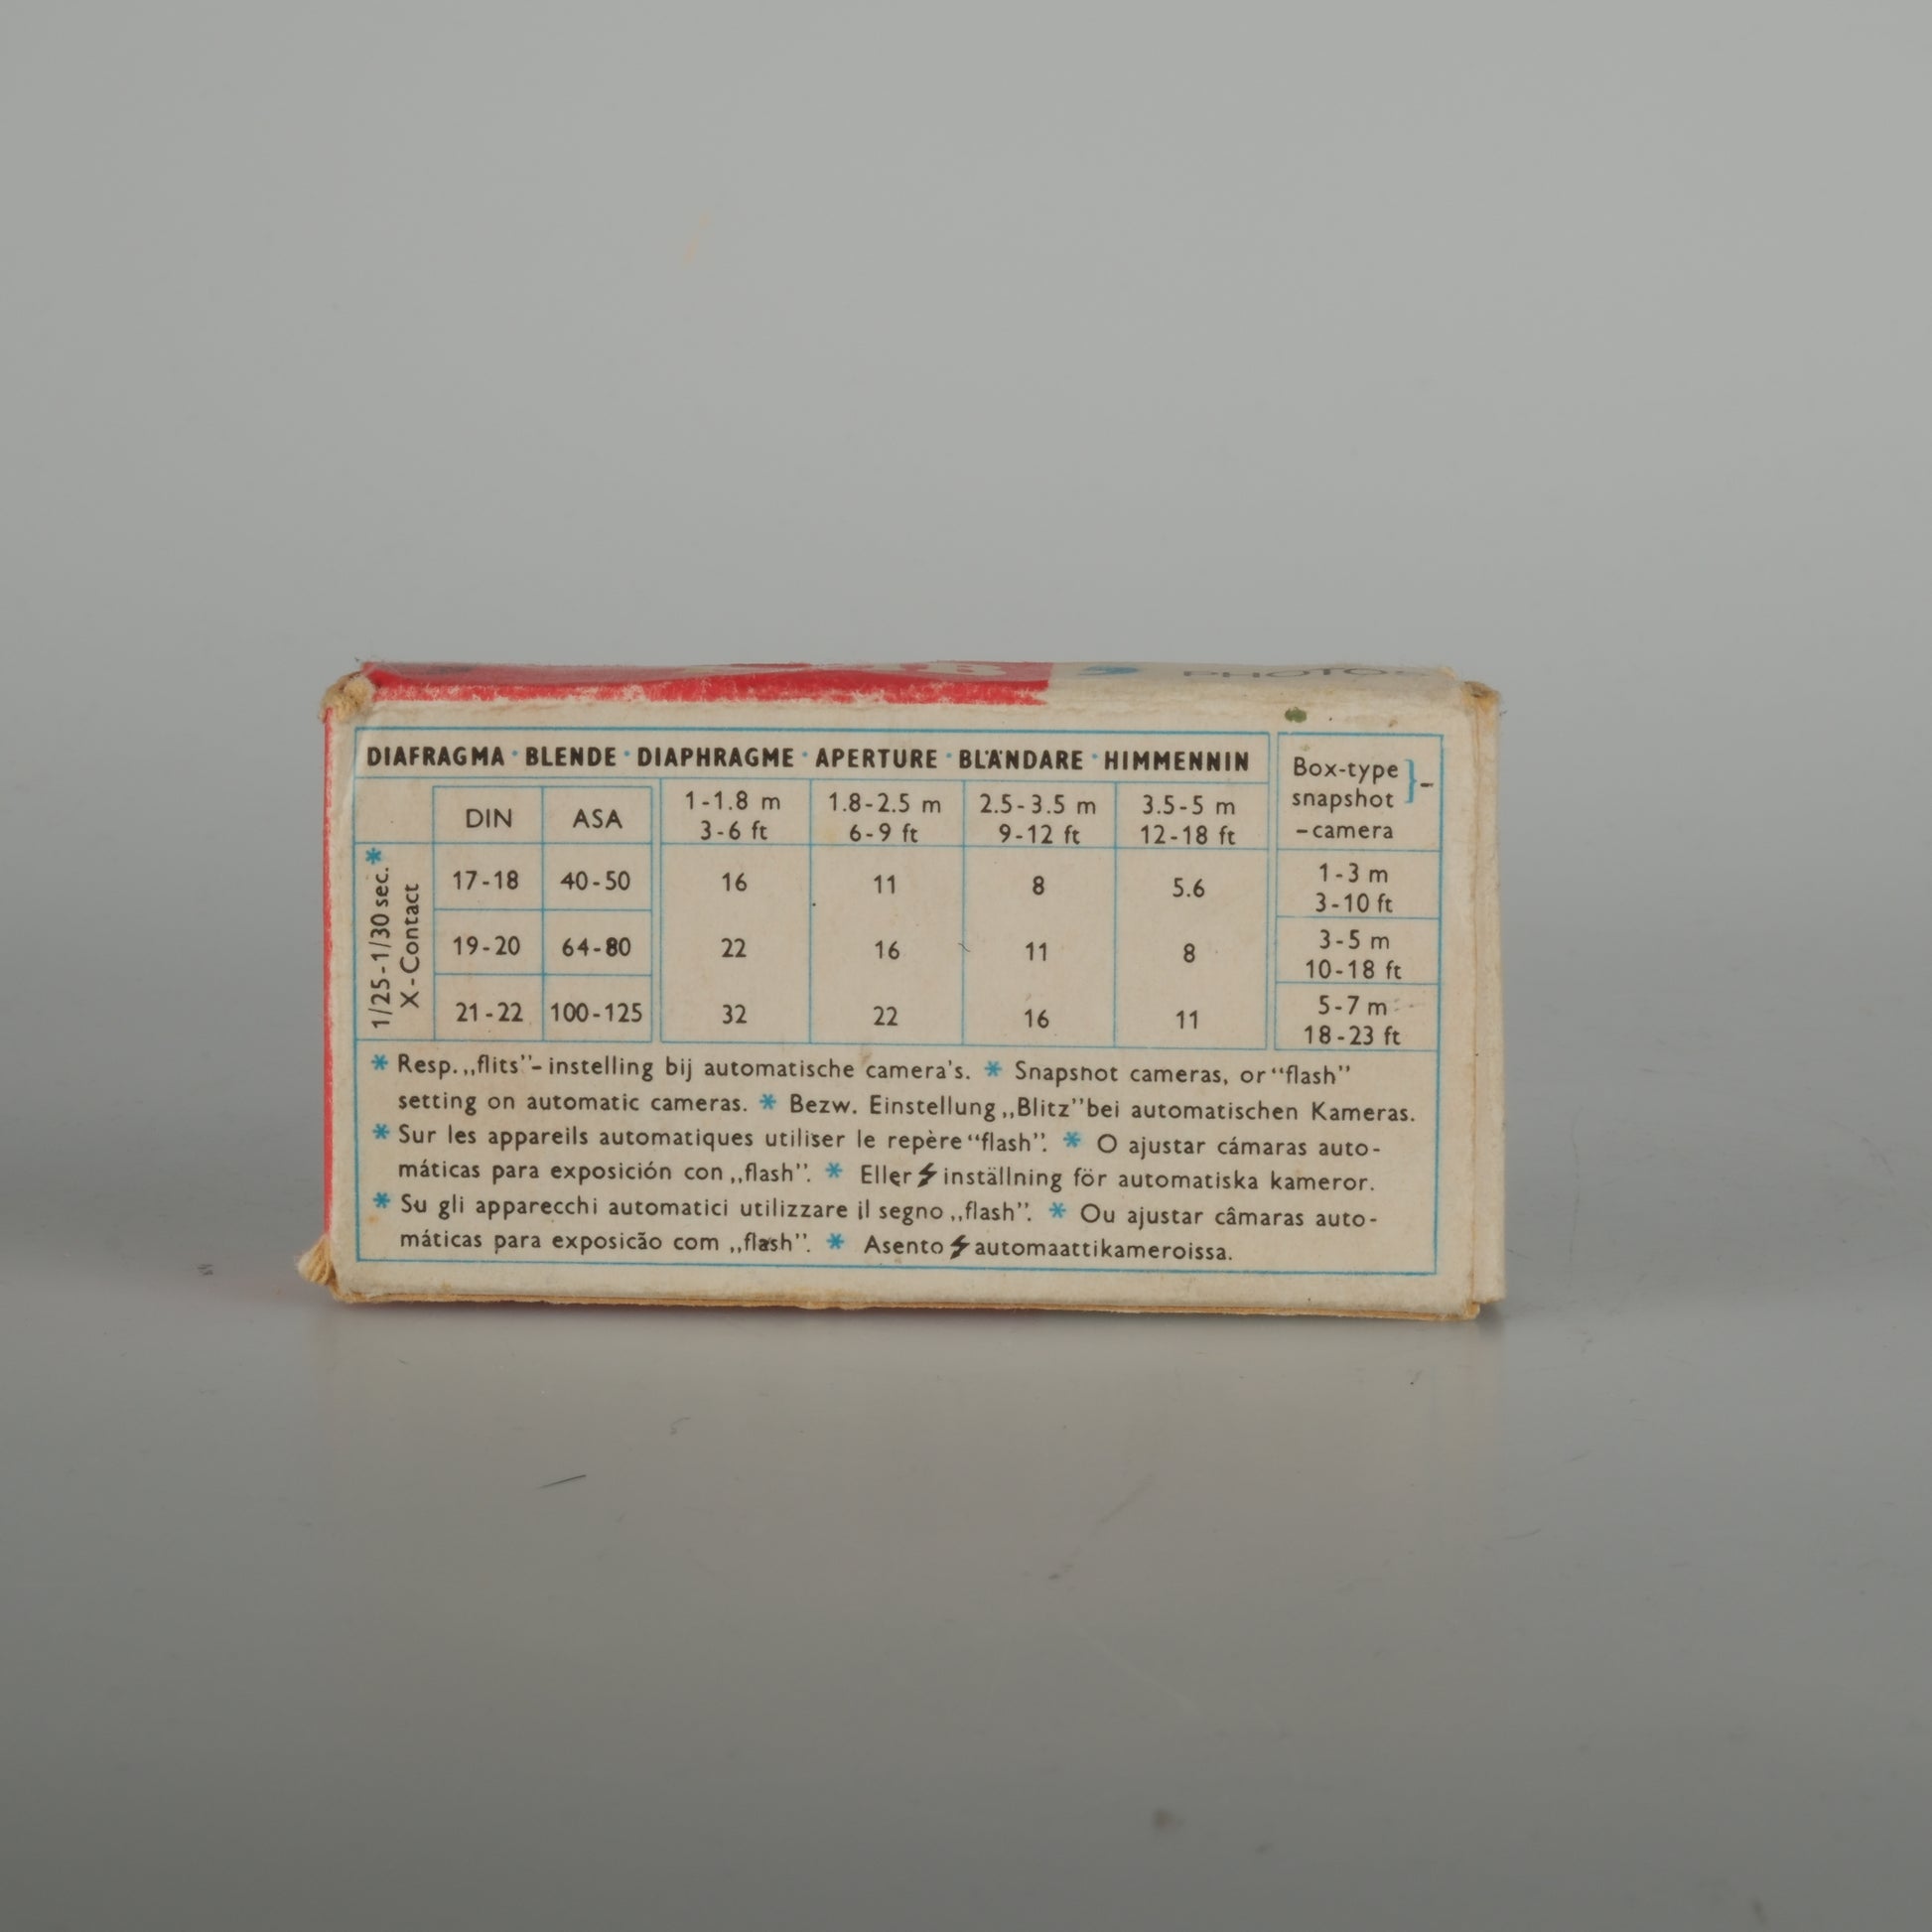 PHOTO
DIAFRAGMA · BLENDE · DIAPHRAGME · APERTURE · BLÄNDARE · HIMMENNIN
Box-type
snapshot
-camera
} -
DIN ASA 1-1.8 m 1.8-2.5 m 2.5-3.5 m 3.5-5 m
3-6 ft 6-9 ft 9-12 ft 12-18 ft
1/25-1/30 sec. *
X-Contact
17-18 40-50 16 11 8 5.6 1-3 m
3-10 ft
19-20 64-80 22 16 11 8 3-5 m
10-18 ft
21-22 100-125 32 22 16 11 5-7 m
18-23 ft
* Resp. „flits”- instelling bij automatische camera's. * Snapshot cameras, or “flash”
setting on automatic cameras. * Bezw. Einstellung „Blitz” bei automatischen Kameras.
* Sur les appareils automatiques utiliser le repère “flash”. * O ajustar cámaras auto-
máticas para exposición con „flash”. * Eller ⚡ inställning för automatiska kameror.
* Su gli apparecchi automatici utilizzare il segno „flash”. * Ou ajustar câmaras auto-
máticas para exposicão com „flash”. * Asento ⚡ automaattikameroissa.